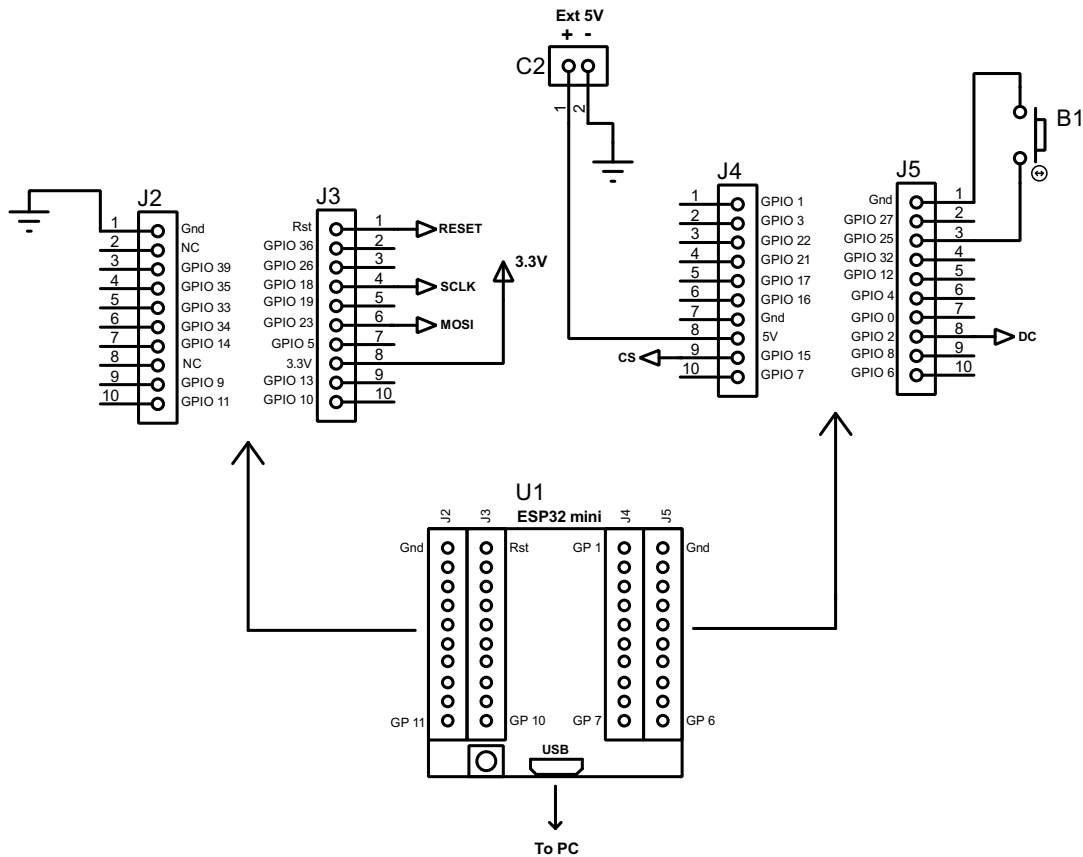 Ext 5V
+ -
C2
1
2
B1
J2
1 Gnd
2 NC
3 GPIO 39
4 GPIO 35
5 GPIO 33
6 GPIO 34
7 GPIO 14
8 NC
9 GPIO 9
10 GPIO 11
J3
Rst 1 RESET
GPIO 36 2
GPIO 26 3
GPIO 18 4 SCLK
GPIO 19 5
GPIO 23 6 MOSI
GPIO 5 7
3.3V 8
GPIO 13 9
GPIO 10 10
3.3V
J4
1 GPIO 1
2 GPIO 3
3 GPIO 22
4 GPIO 21
5 GPIO 17
6 GPIO 16
7 Gnd
8 5V
CS 9 GPIO 15
10 GPIO 7
J5
Gnd 1
GPIO 27 2
GPIO 25 3
GPIO 32 4
GPIO 12 5
GPIO 4 6
GPIO 0 7
GPIO 2 8 DC
GPIO 8 9
GPIO 6 10
U1
ESP32 mini
J2 J3 J4 J5
Gnd Rst GP 1 Gnd
GP 11 GP 10 GP 7 GP 6
USB
To PC